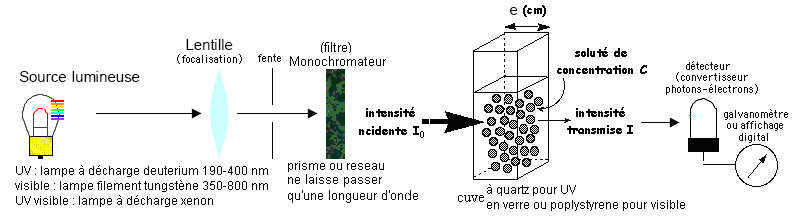 e (cm)
Lentille
(focalisation)
fente
(filtre)
Monochromateur
soluté de
concentration C
détecteur
(convertisseur
photons-électrons)
Source lumineuse
intensité
ncidente I0
intensité
transmise I
galvanomètre
ou affichage
digital
UV : lampe à décharge deuterium 190-400 nm
visible : lampe filement tungstène 350-800 nm
UV visible : lampe à décharge xenon
prisme ou reseau
ne laisse passer
qu'une longueur d'onde
cuve
à quartz pour UV
en verre ou poplystyrene pour visible